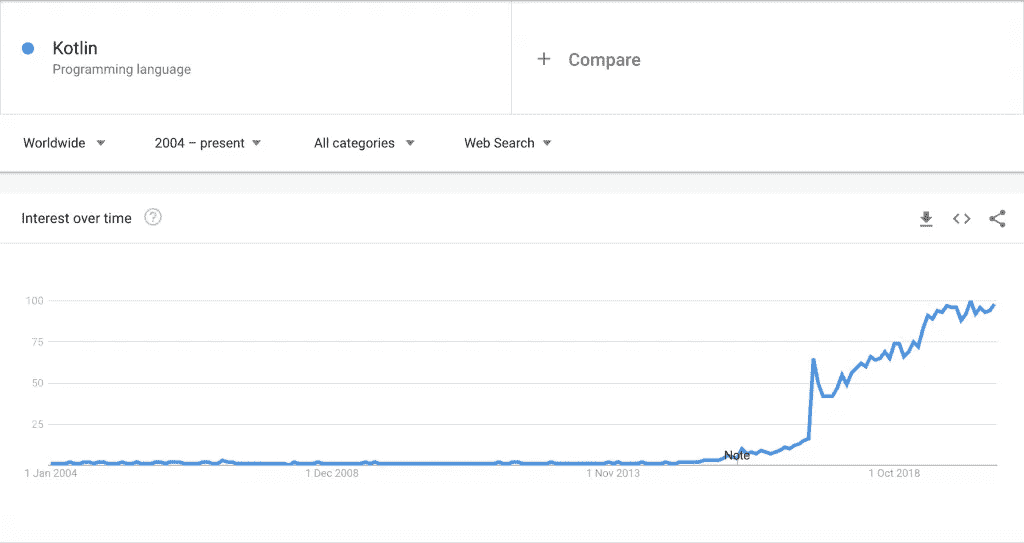 Kotlin
Programming language
+ Compare
Worldwide
2004 – present
All categories
Web Search
Interest over time ?
100
75
50
25
Note
1 Jan 2004
1 Dec 2008
1 Nov 2013
1 Oct 2018